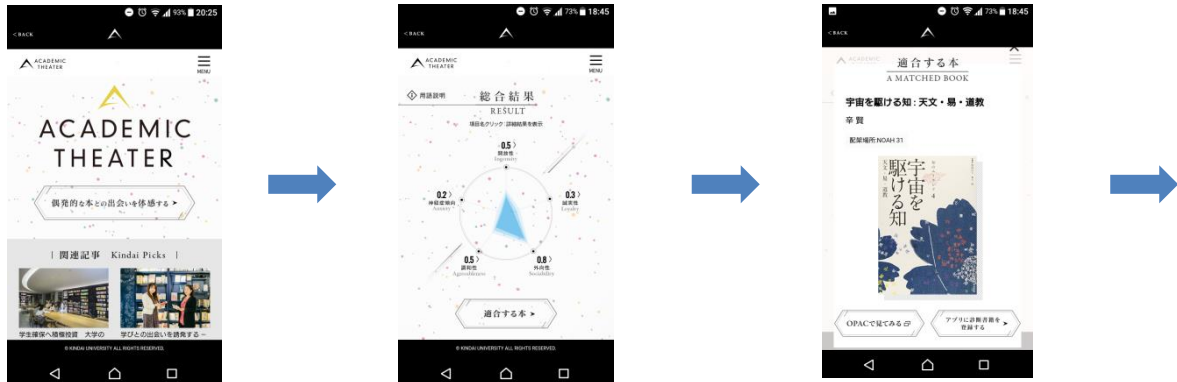 93% 20:25
< BACK
ACADEMIC
THEATER
MENU
ACADEMIC
THEATER
偶発的な本との出会いを体感する ➤
| 関連記事 Kindai Picks |
学生確保へ積極投資 大学の
学びとの出会いを誘発する −
© KINDAI UNIVERSITY ALL RIGHTS RESERVED.
73% 18:45
< BACK
ACADEMIC
THEATER
MENU
用語説明
総合結果
RESULT
項目名クリック:詳細結果を表示
0.5 〉
開放性
Ingenuity
0.2 〉
神経症傾向
Anxiety
0.3 〉
誠実性
Loyalty
0.5 〉
調和性
Agreeableness
0.8 〉
外向性
Sociability
適合する本 ➤
© KINDAI UNIVERSITY ALL RIGHTS RESERVED.
73% 18:45
< BACK
ACADEMIC
適合する本
A MATCHED BOOK
宇宙を駆ける知 : 天文・易・道教
辛 賢
配架場所:NOAH 31
宇宙を
駆ける知
天文・易・道教
OPACで見てみる
アプリに診断書籍を
登録する ➤